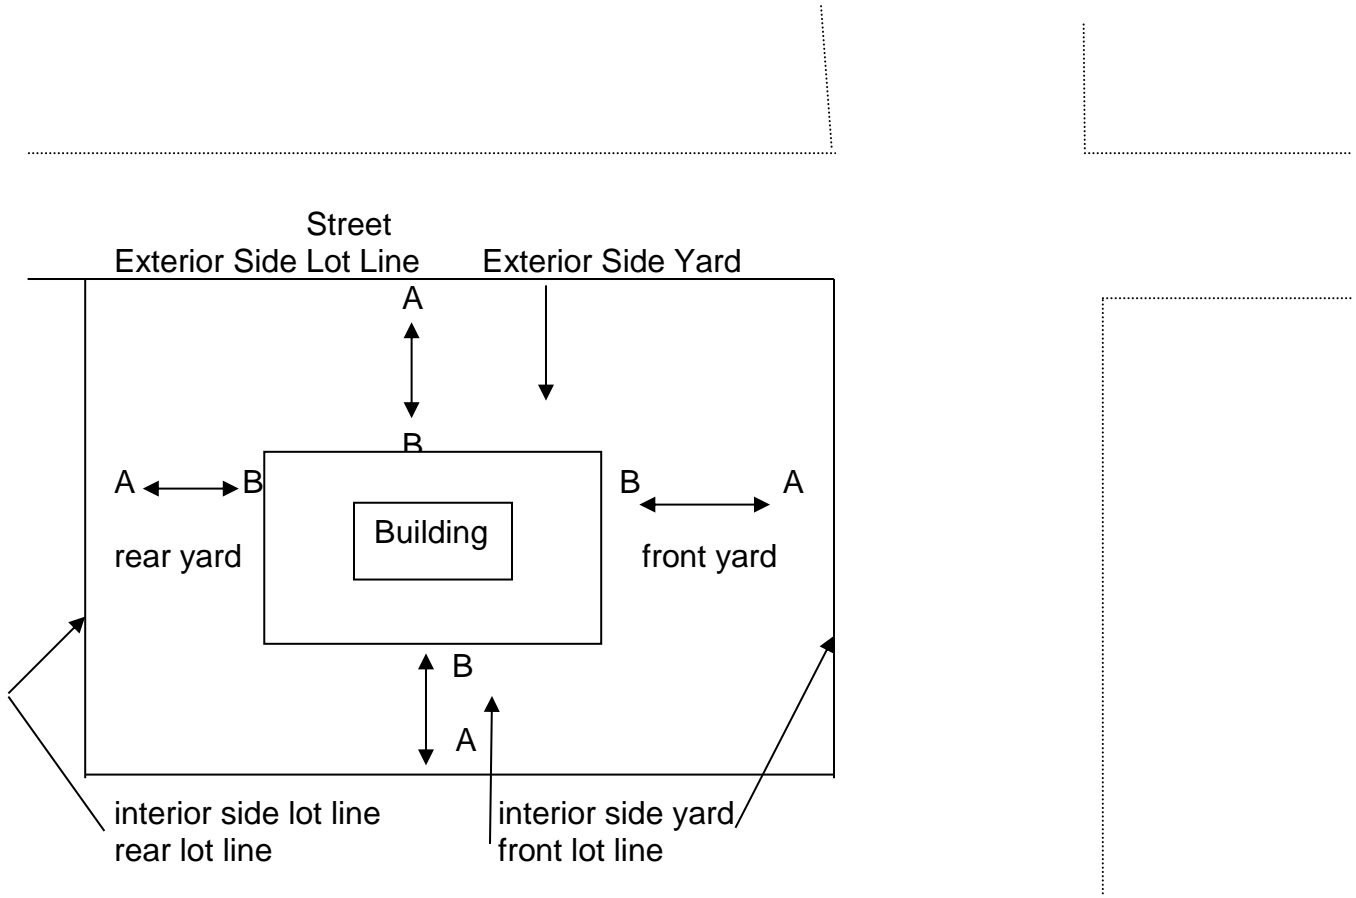 Street
Exterior Side Lot Line Exterior Side Yard
A
B
A B
B A
Building
rear yard
front yard
B
A
interior side lot line
rear lot line
interior side yard
front lot line